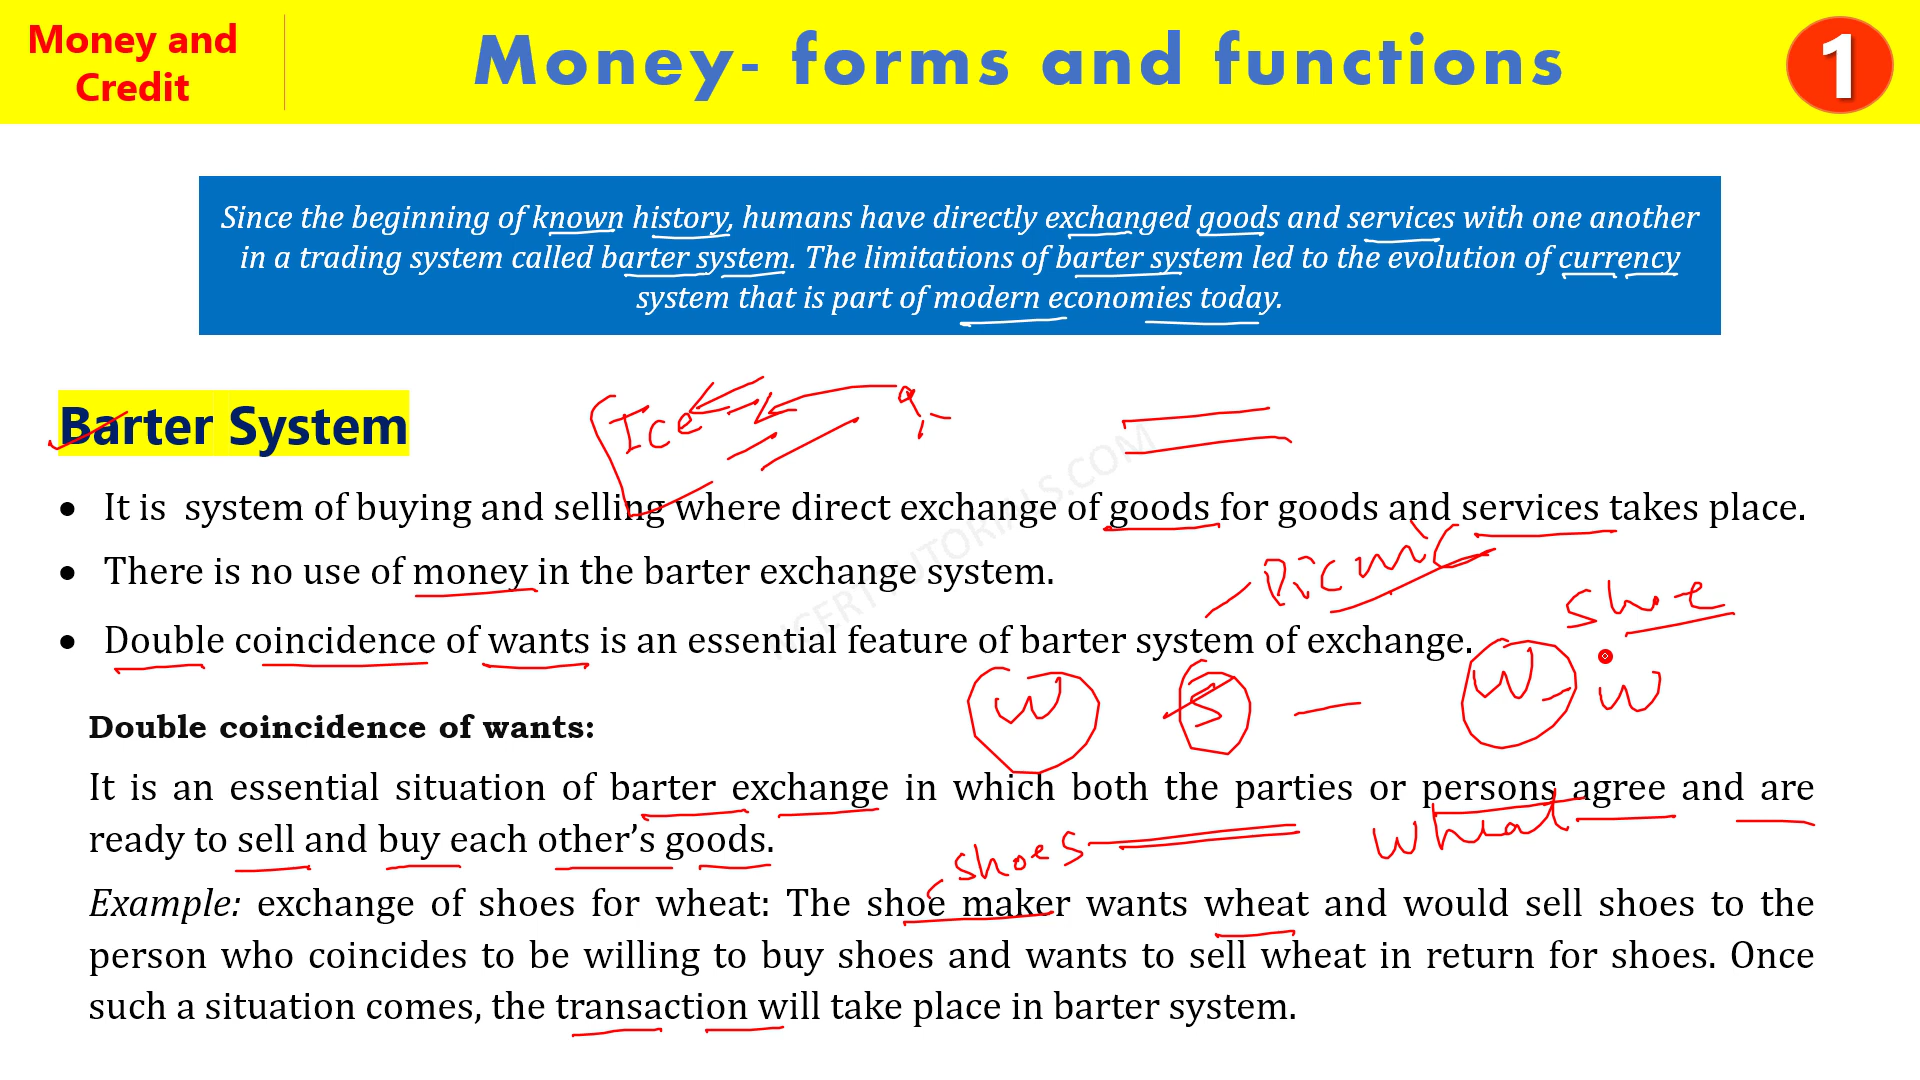 Money and
Credit
Money- forms and functions
1
Since the beginning of known history, humans have directly exchanged goods and services with one another
in a trading system called barter system. The limitations of barter system led to the evolution of currency
system that is part of modern economies today.
Barter System
Ice
• It is  system of buying and selling where direct exchange of goods for goods and services takes place.
• There is no use of money in the barter exchange system.
Picnic
shoe
• Double coincidence of wants is an essential feature of barter system of exchange.
W S W W
Double coincidence of wants:
It is an essential situation of barter exchange in which both the parties or persons agree and are
ready to sell and buy each other’s goods.
shoes wheat
Example: exchange of shoes for wheat: The shoe maker wants wheat and would sell shoes to the
person who coincides to be willing to buy shoes and wants to sell wheat in return for shoes. Once
such a situation comes, the transaction will take place in barter system.